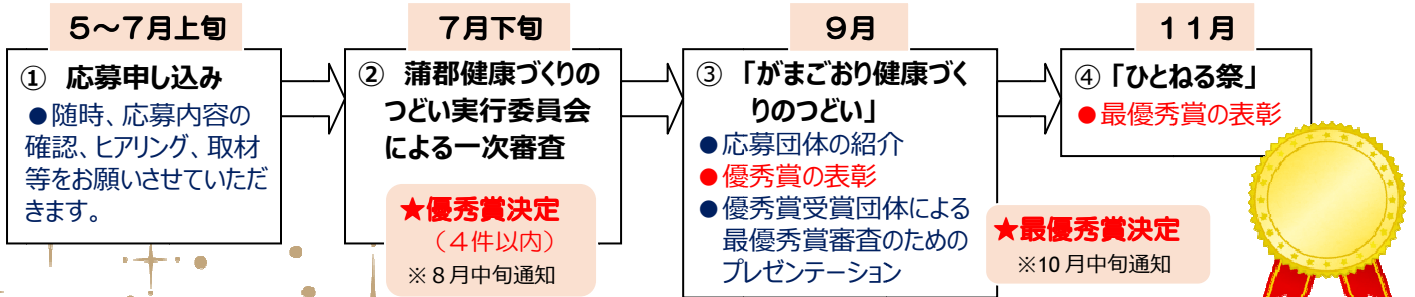 ５～７月上旬
① 応募申し込み
●随時、応募内容の
確認、ヒアリング、取材
等をお願いさせていただ
きます。
７月下旬
② 蒲郡健康づくりの
つどい実行委員会
による一次審査
★優秀賞決定
（４件以内）
※８月中旬通知
９月
③ 「がまごおり健康づく
りのつどい」
●応募団体の紹介
●優秀賞の表彰
●優秀賞受賞団体による
最優秀賞審査のための
プレゼンテーション
★最優秀賞決定
※10月中旬通知
１１月
④「ひとねる祭」
●最優秀賞の表彰